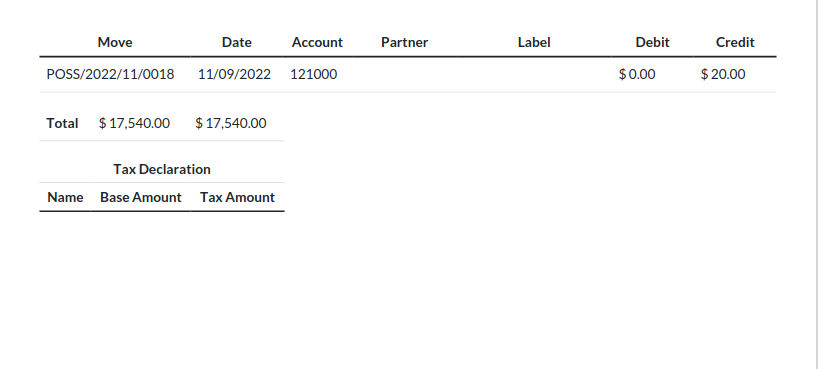 Move Date Account Partner Label Debit Credit
POSS/2022/11/0018 11/09/2022 121000 $ 0.00 $ 20.00
Total $ 17,540.00 $ 17,540.00
Tax Declaration
Name Base Amount Tax Amount